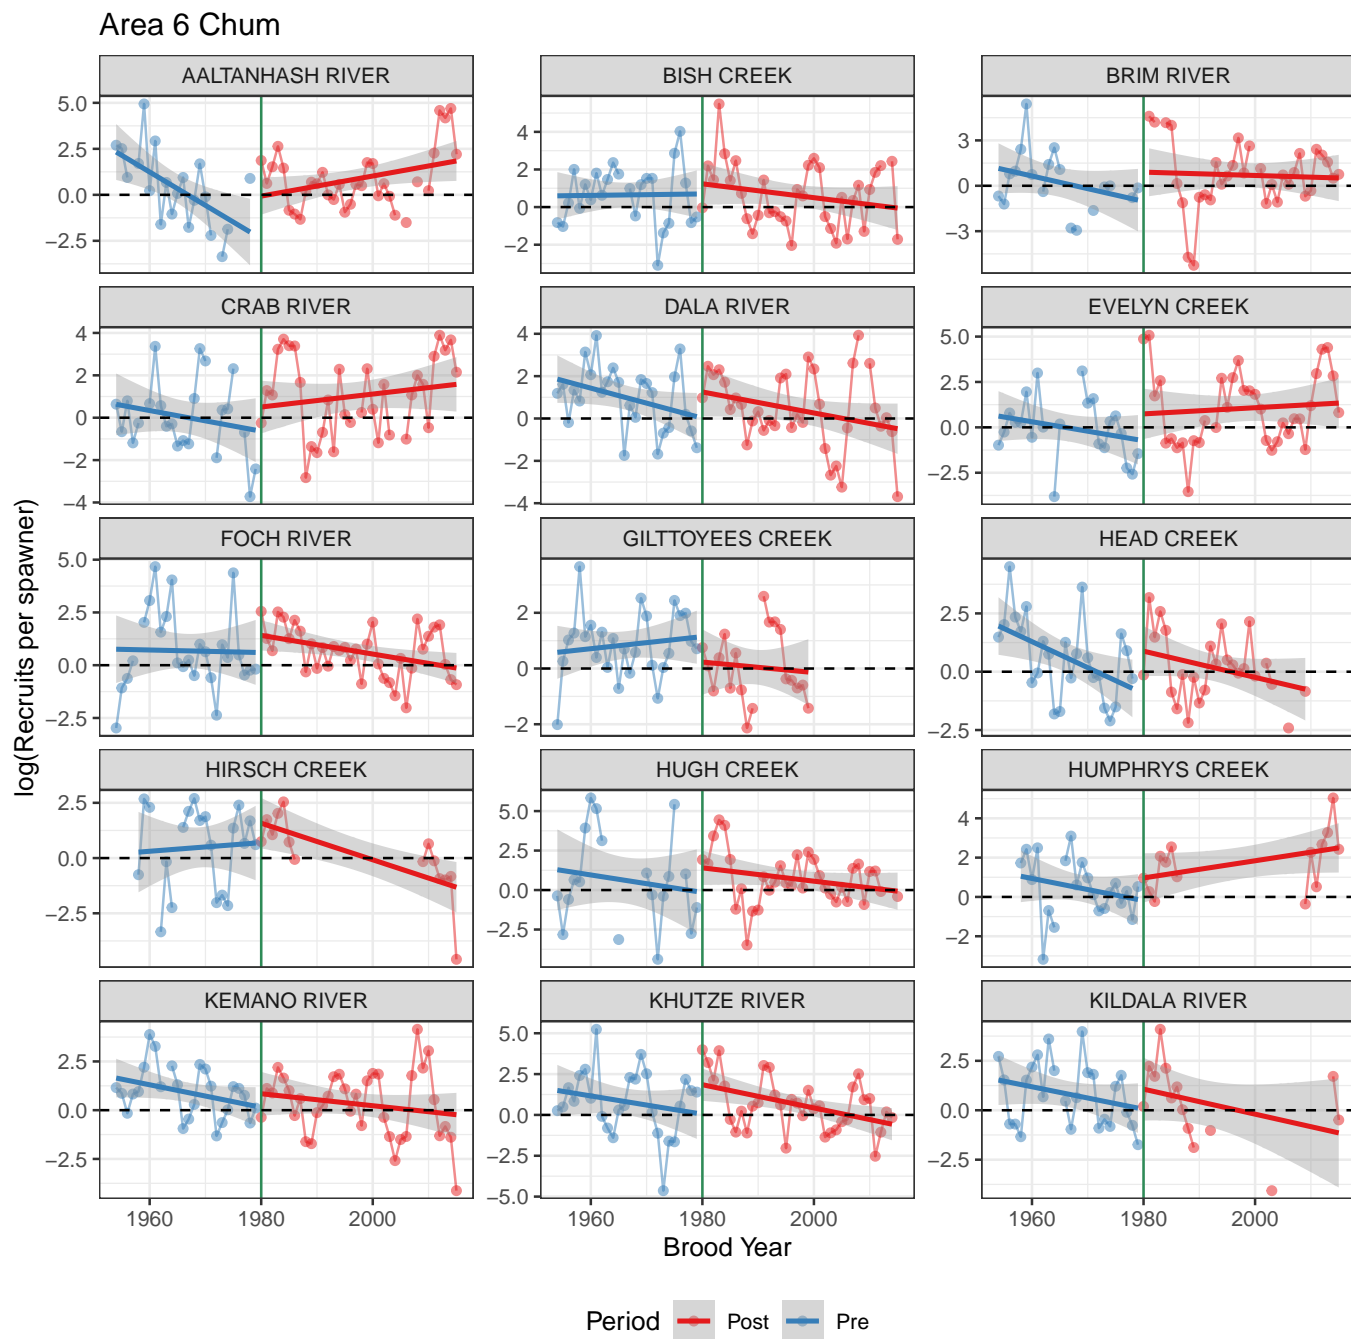 Area 6 Chum
AALTANHASH RIVER
BISH CREEK
BRIM RIVER
5.0
2.5
0.0
−2.5
4
2
0
−2
3
0
−3
CRAB RIVER
DALA RIVER
EVELYN CREEK
4
2
0
−2
−4
4
2
0
−2
−4
5.0
2.5
0.0
−2.5
FOCH RIVER
GILTTOYEES CREEK
HEAD CREEK
5.0
2.5
0.0
−2.5
2
0
−2
2.5
0.0
−2.5
HIRSCH CREEK
HUGH CREEK
HUMPHRYS CREEK
2.5
0.0
−2.5
5.0
2.5
0.0
−2.5
4
2
0
−2
KEMANO RIVER
KHUTZE RIVER
KILDALA RIVER
2.5
0.0
−2.5
5.0
2.5
0.0
−2.5
−5.0
2.5
0.0
−2.5
1960 1980 2000
1960 1980 2000
1960 1980 2000
log(Recruits per spawner)
Brood Year
Period Post Pre